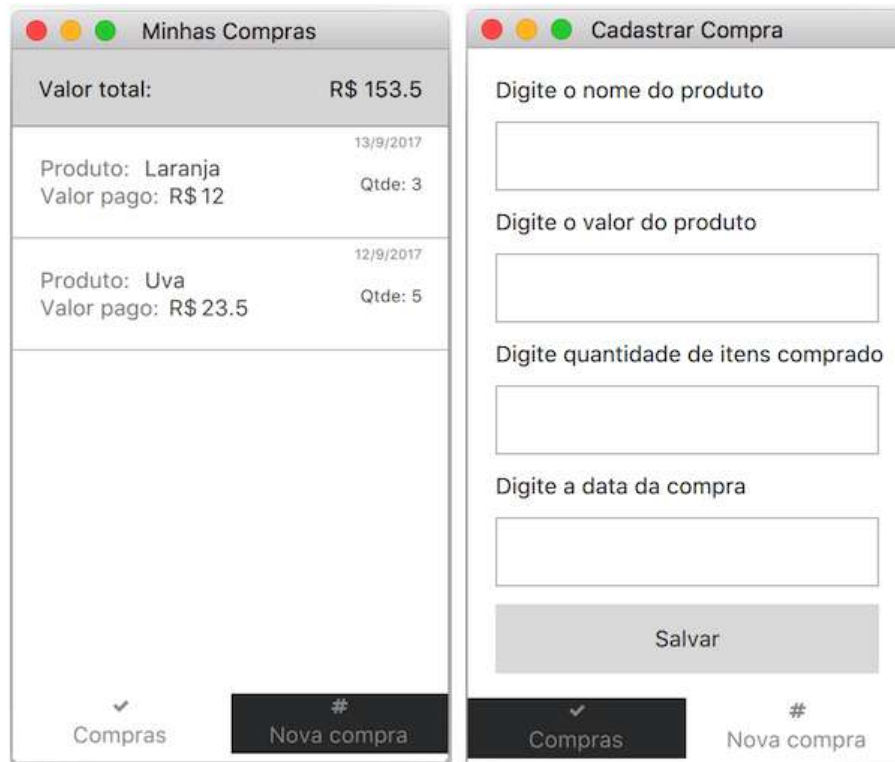 Minhas Compras
Valor total: R$ 153.5
13/9/2017
Produto: Laranja
Qtde: 3
Valor pago: R$ 12
12/9/2017
Produto: Uva
Qtde: 5
Valor pago: R$ 23.5
Compras
# Nova compra
Cadastrar Compra
Digite o nome do produto
Digite o valor do produto
Digite quantidade de itens comprado
Digite a data da compra
Salvar
Compras
# Nova compra